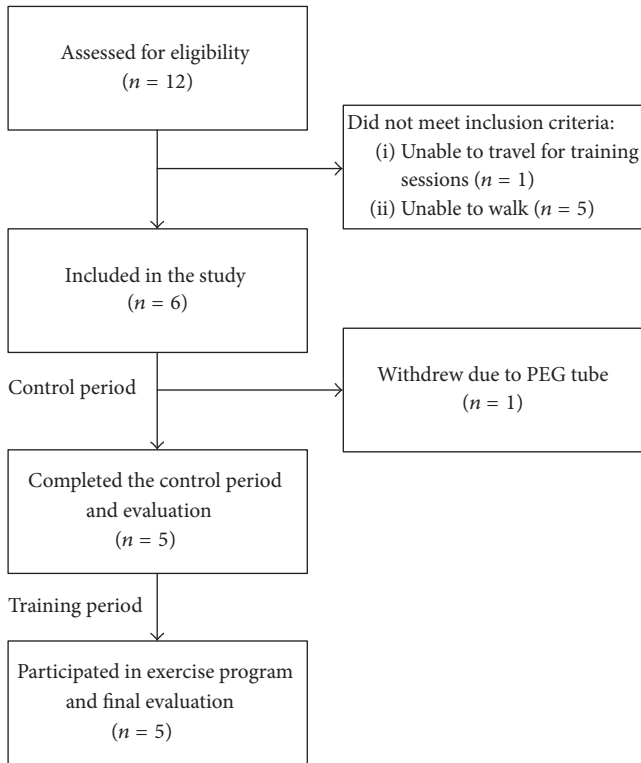 Assessed for eligibility
(n = 12)
Did not meet inclusion criteria:
(i) Unable to travel for training
sessions (n = 1)
(ii) Unable to walk (n = 5)
Included in the study
(n = 6)
Control period
Withdrew due to PEG tube
(n = 1)
Completed the control period
and evaluation
(n = 5)
Training period
Participated in exercise program
and final evaluation
(n = 5)